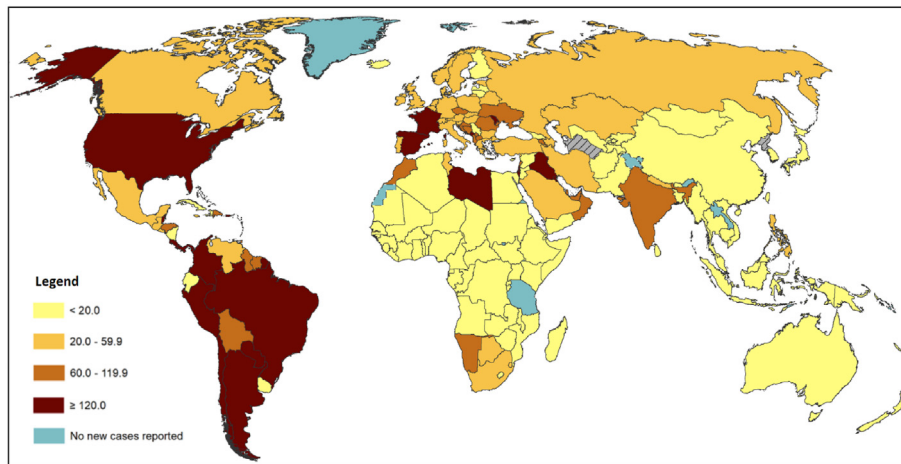 Legend
< 20.0
20.0 - 59.9
60.0 - 119.9
≥ 120.0
No new cases reported